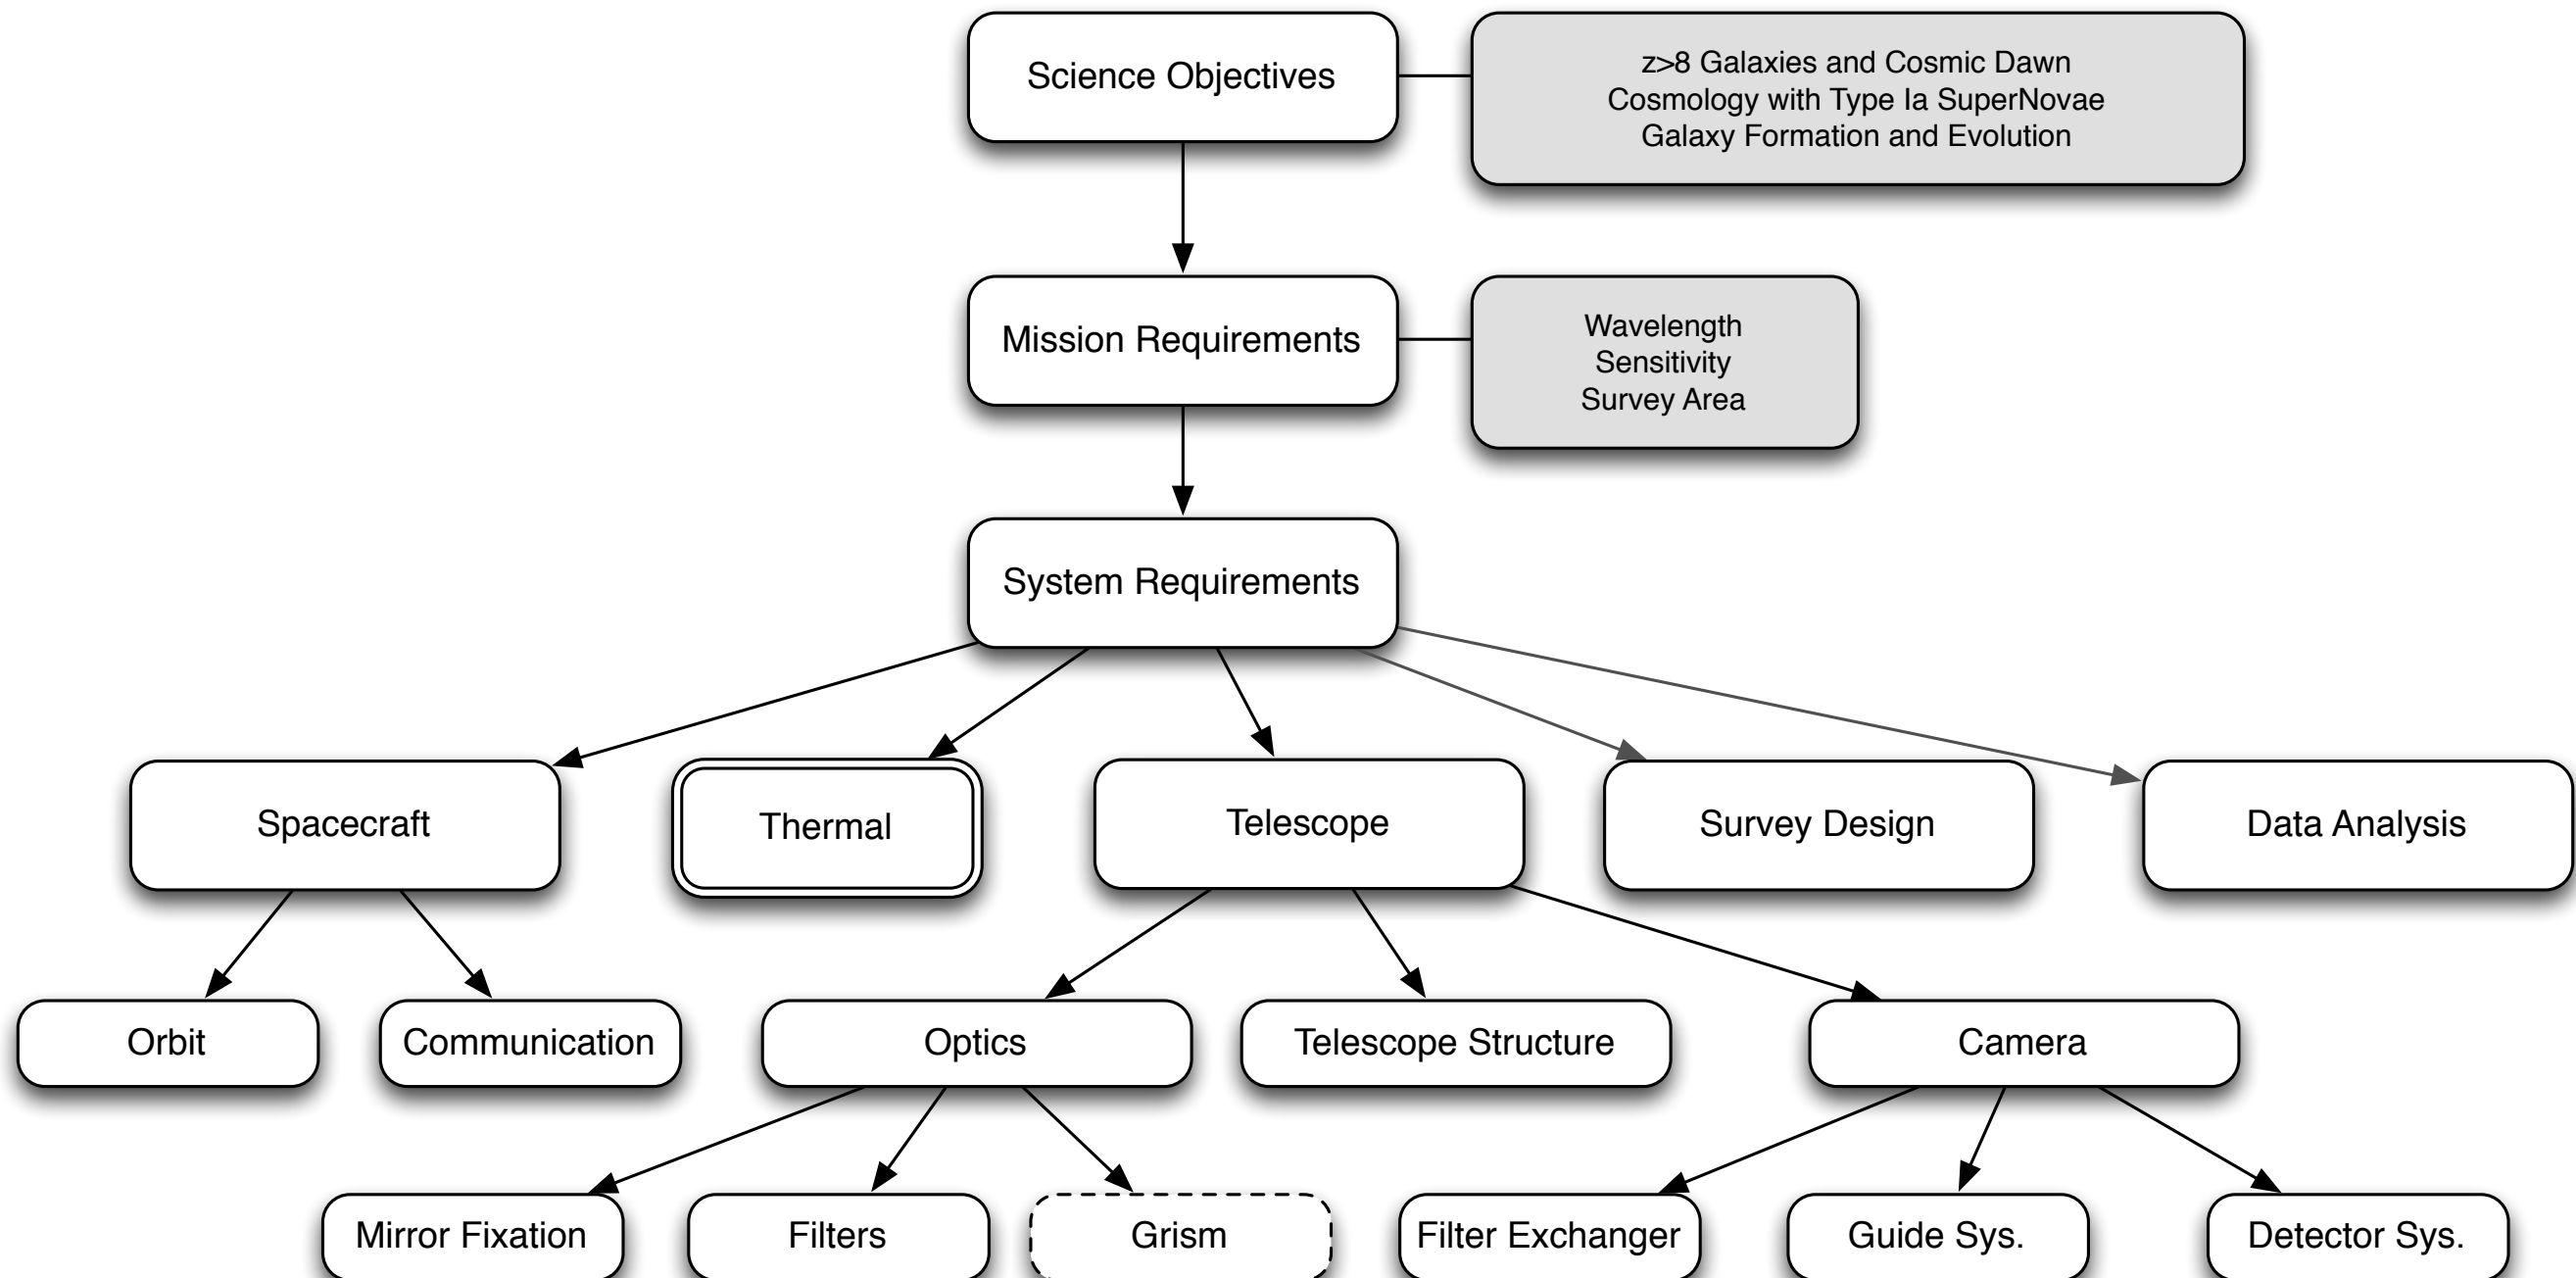 Science Objectives
z>8 Galaxies and Cosmic Dawn
Cosmology with Type Ia SuperNovae
Galaxy Formation and Evolution
Mission Requirements
Wavelength
Sensitivity
Survey Area
System Requirements
Spacecraft
Thermal
Telescope
Survey Design
Data Analysis
Orbit
Communication
Optics
Telescope Structure
Camera
Mirror Fixation
Filters
Grism
Filter Exchanger
Guide Sys.
Detector Sys.